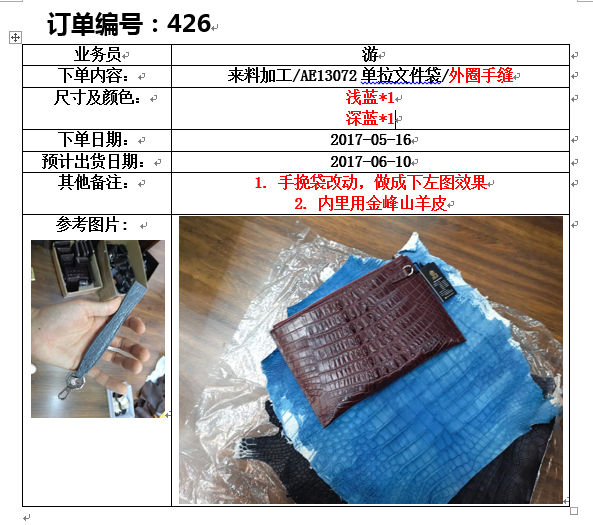 订单编号：426
业务员
游
下单内容：
来料加工/AE13072单拉文件袋/外圈手缝
尺寸及颜色：
浅蓝*1
深蓝*1
下单日期：
2017-05-16
预计出货日期：
2017-06-10
其他备注：
1. 手挽袋改动，做成下左图效果
2. 内里用金峰山羊皮
参考图片：